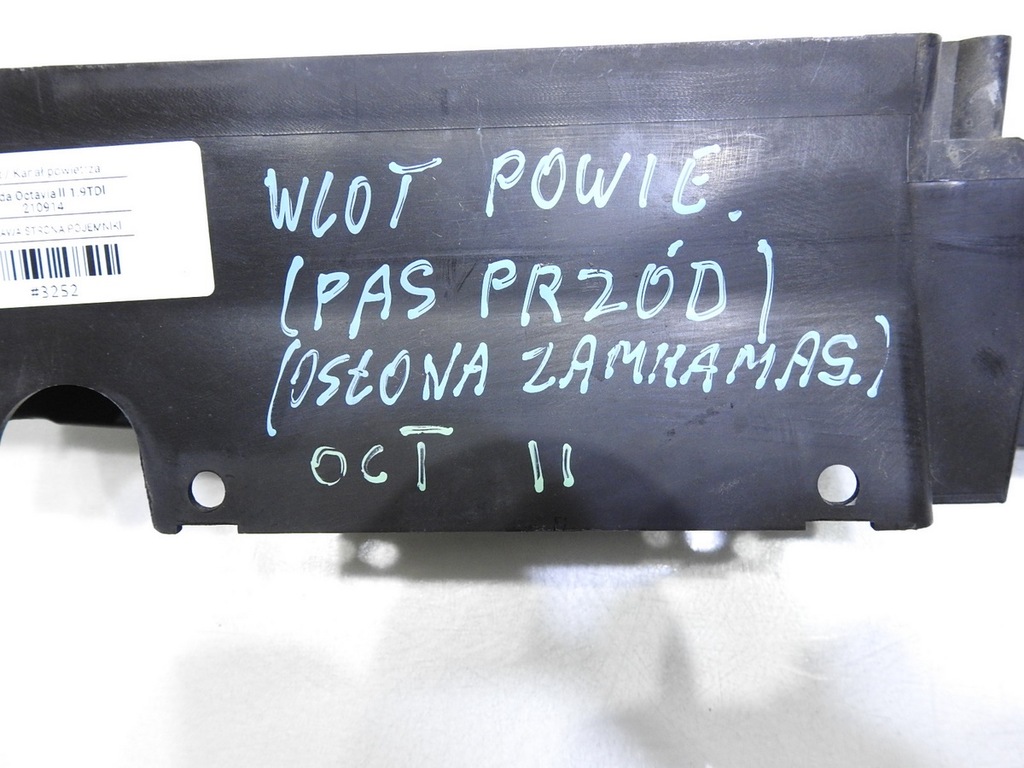 Kanał powietrza
da Octavia II 1.9TDI
210914
STRONA POJEMNIKI
#3252
WLOT POWIE.
(PAS PRZÓD)
(OSŁONA ZAMKA MAS.)
OCT II